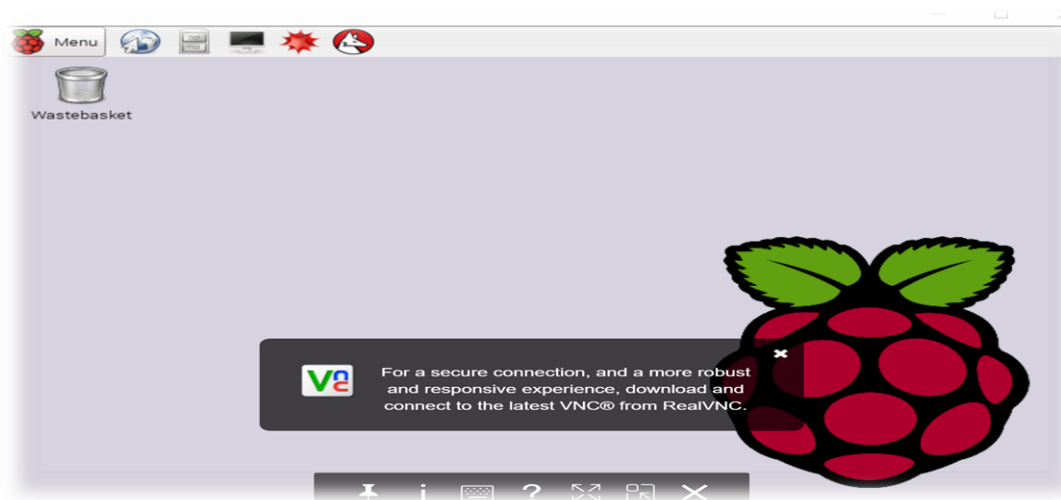 Menu
Wastebasket
For a secure connection, and a more robust
and responsive experience, download and
connect to the latest VNC® from RealVNC.